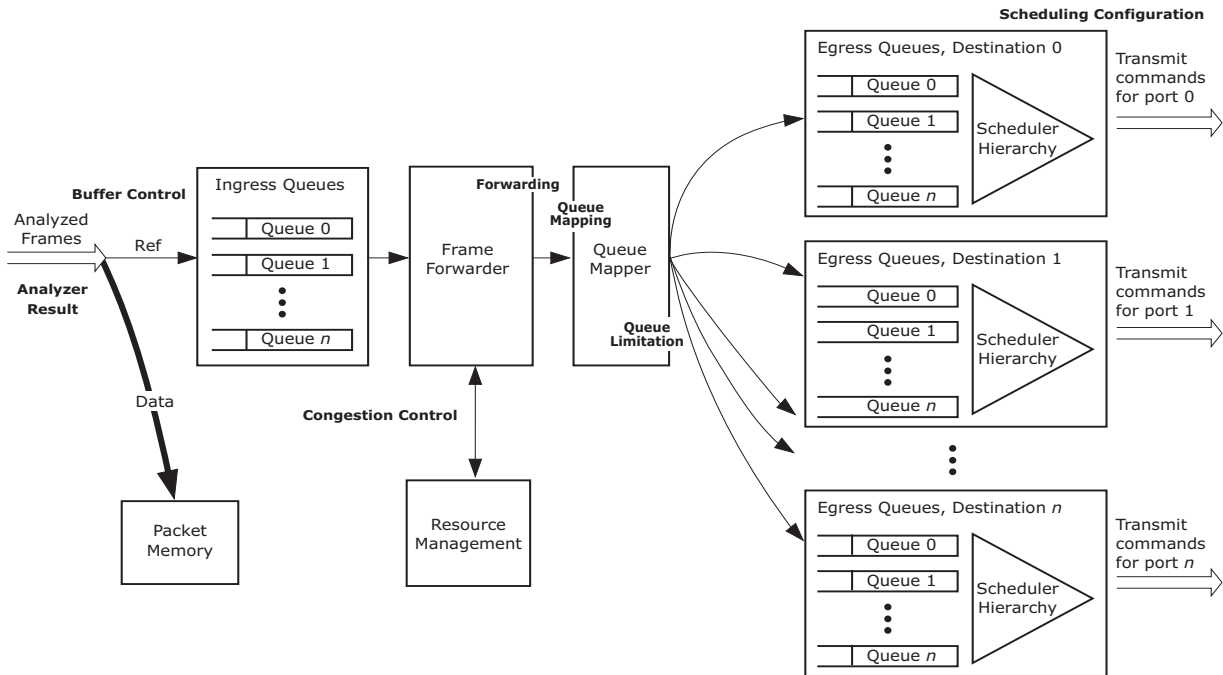 Scheduling Configuration
Egress Queues, Destination 0
Queue 0
Queue 1
Queue n
Scheduler
Hierarchy
Transmit
commands
for port 0
Buffer Control
Analyzed
Frames
Ref
Analyzer
Result
Data
Packet
Memory
Ingress Queues
Queue 0
Queue 1
Queue n
Forwarding
Frame
Forwarder
Congestion Control
Resource
Management
Queue
Mapping
Queue
Mapper
Queue
Limitation
Egress Queues, Destination 1
Queue 0
Queue 1
Queue n
Scheduler
Hierarchy
Transmit
commands
for port 1
Egress Queues, Destination n
Queue 0
Queue 1
Queue n
Scheduler
Hierarchy
Transmit
commands
for port n